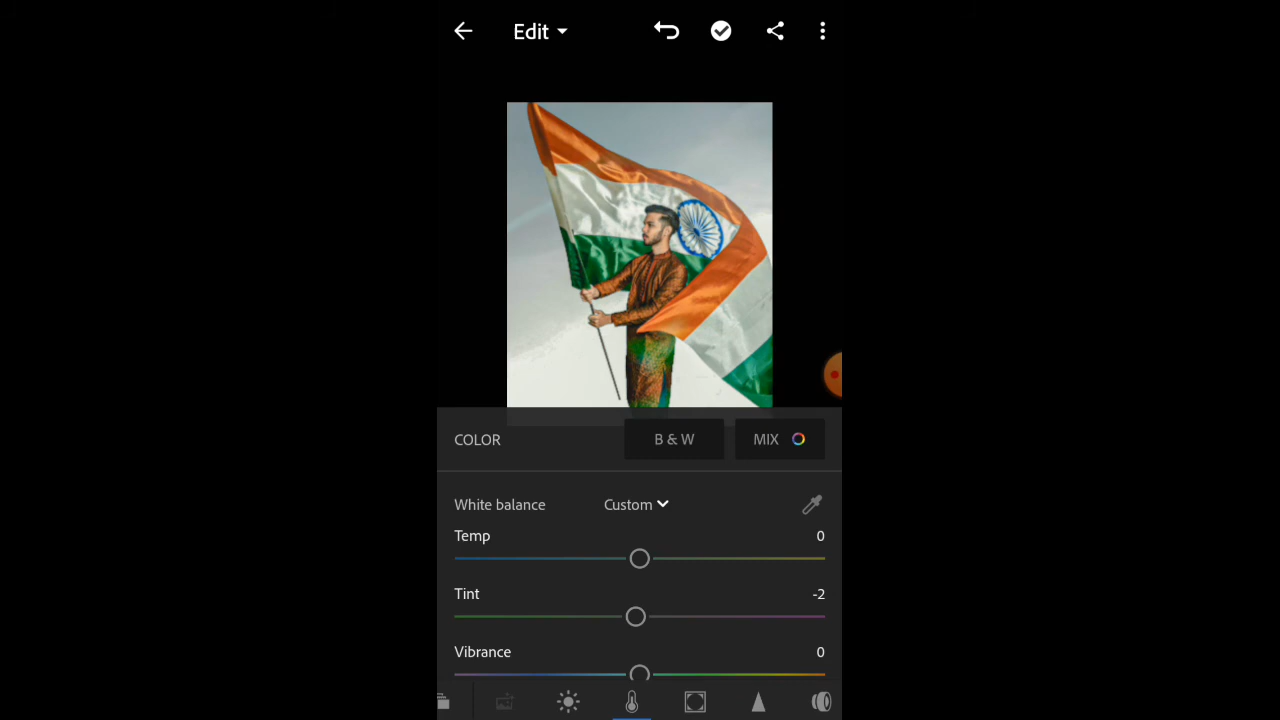 Edit
COLOR B & W MIX
White balance Custom
Temp 0
Tint -2
Vibrance 0